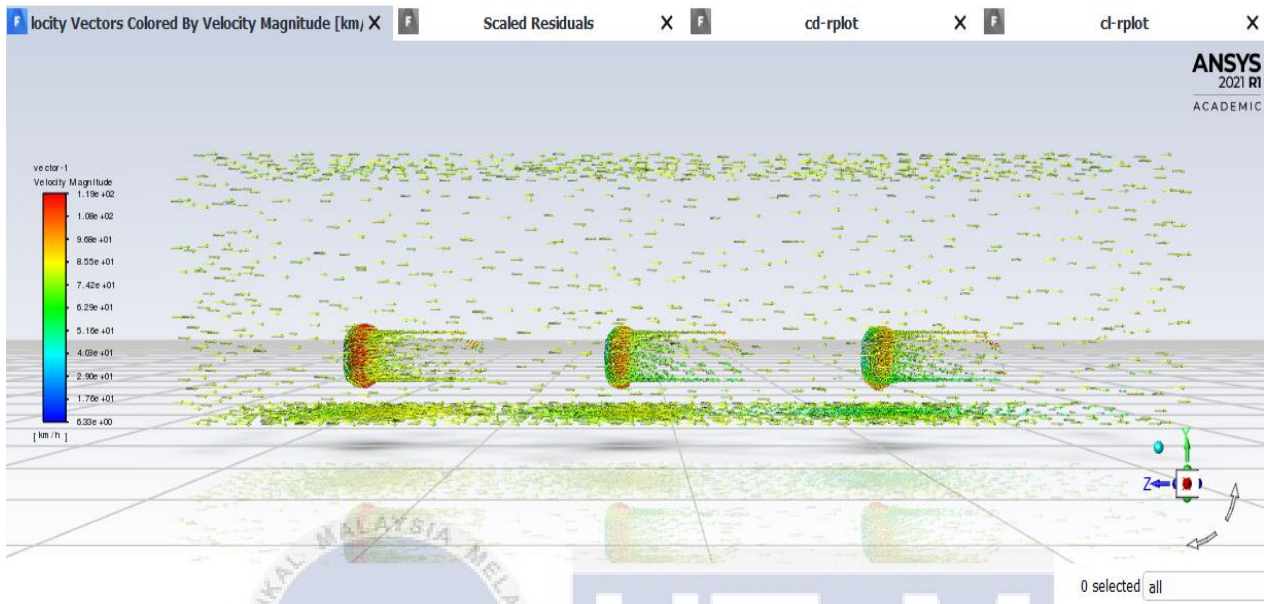 locity Vectors Colored By Velocity Magnitude [km/ X
Scaled Residuals X
cd-rplot X
cl-rplot X
ANSYS
2021 R1
ACADEMIC
vector-1
Velocity Magnitude
1.19e +02
1.08e +02
9.68e +01
8.55e +01
7.42e +01
6.29e +01
5.16e +01
4.03e +01
2.90e +01
1.76e +01
6.33e +00
[ km/h ]
Y
Z
MALAYSIA
0 selected all